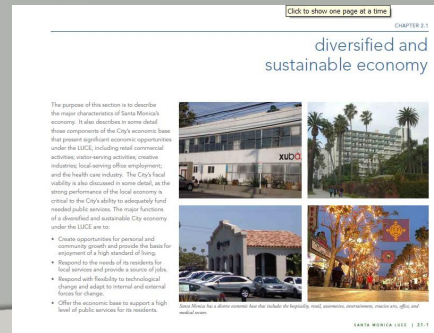 Click to show one page at a time
CHAPTER 2.1
diversified and
sustainable economy
The purpose of this section is to describe
the major characteristics of Santa Monica's
economy. It also describes in some detail
those components of the City's economic base
that present significant economic opportunities
under the LUCE, including retail commercial
activities; visitor-serving activities; creative
industries; local-serving office employment;
and the health care industry. The City's fiscal
viability is also discussed in some detail, as the
strong performance of the local economy is
critical to the City's ability to adequately fund
needed public services. The major functions
of a diversified and sustainable City economy
under the LUCE are to:
• Create opportunities for personal and
community growth and provide the basis for
enjoyment of a high standard of living.
• Respond to the needs of its residents for
local services and provide a source of jobs.
• Respond with flexibility to technological
change and adapt to internal and external
forces for change.
• Offer the economic base to support a high
level of public services for its residents.
xuba
Santa Monica has a diverse economic base that includes the hospitality, retail, automotive, entertainment, creative arts, office, and
medical sectors.
SANTA MONICA LUCE | 2.1-1